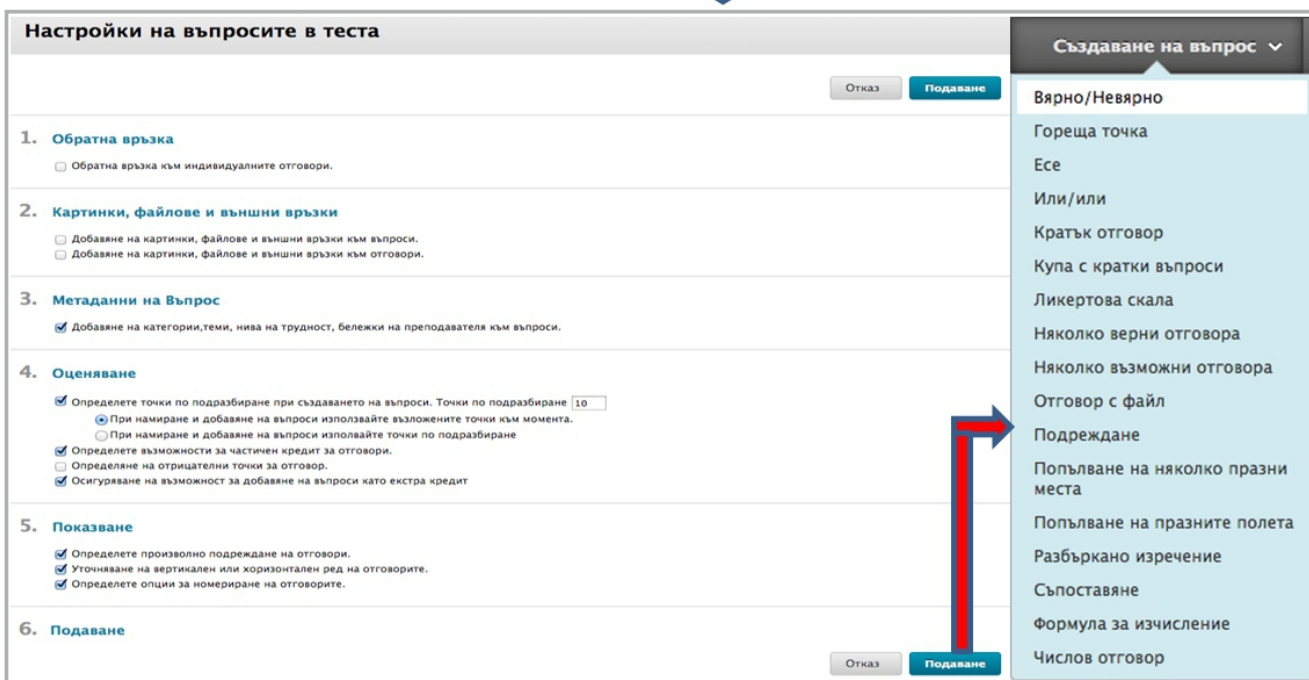 Настройки на въпросите в теста
Отказ Подаване
1. Обратна връзка
Обратна връзка към индивидуалните отговори.
2. Картинки, файлове и външни връзки
Добавяне на картинки, файлове и външни връзки към въпроси.
Добавяне на картинки, файлове и външни връзки към отговори.
3. Метаданни на Въпрос
Добавяне на категории,теми, нива на трудност, бележки на преподавателя към въпроси.
4. Оценяване
Определете точки по подразбиране при създаването на въпроси. Точки по подразбиране 10
При намиране и добавяне на въпроси използвайте възложените точки към момента.
При намиране и добавяне на въпроси изполвайте точки по подразбиране
Определете възможности за частичен кредит за отговори.
Определяне на отрицателни точки за отговор.
Осигуряване на възможност за добавяне на въпроси като екстра кредит
5. Показване
Определете произволно подреждане на отговори.
Уточняване на вертикален или хоризонтален ред на отговорите.
Определете опции за номериране на отговорите.
6. Подаване
Отказ Подаване
Създаване на въпрос
Вярно/Невярно
Гореща точка
Есе
Или/или
Кратък отговор
Купа с кратки въпроси
Ликертова скала
Няколко верни отговора
Няколко възможни отговора
Отговор с файл
Подреждане
Попълване на няколко празни
места
Попълване на празните полета
Разбъркано изречение
Съпоставяне
Формула за изчисление
Числов отговор